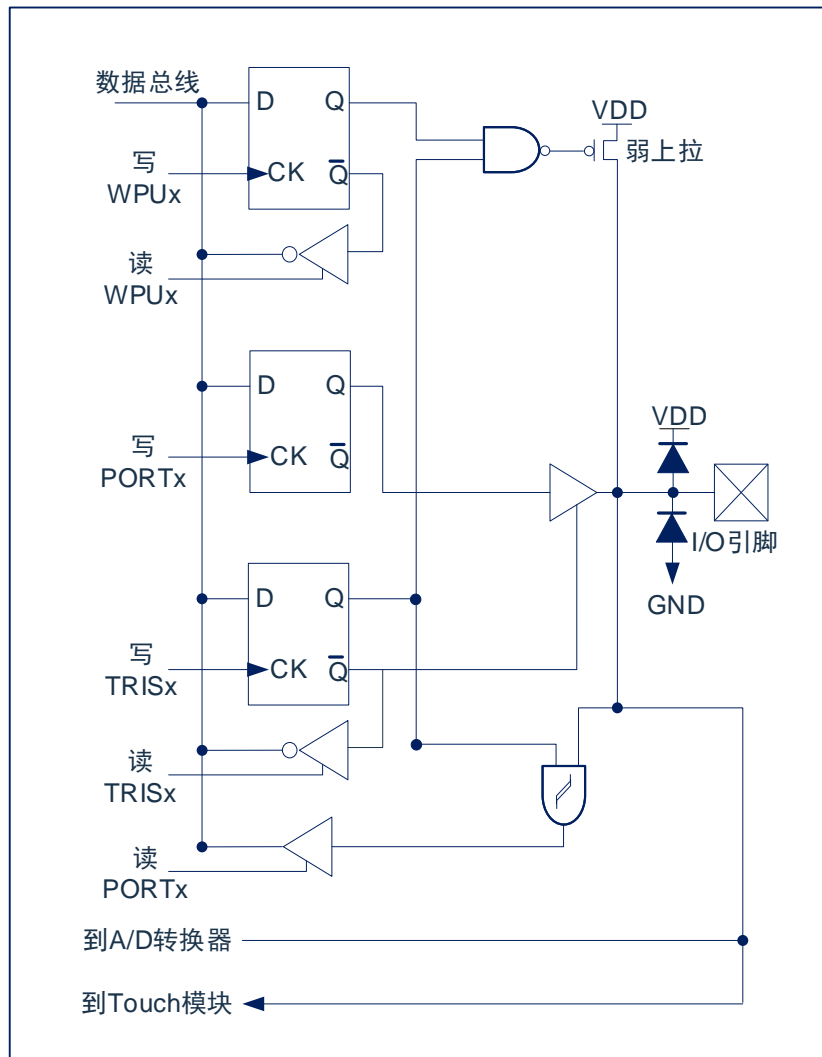 数据总线
D Q
VDD
弱上拉
写
WPUx
CK Q
读
WPUx
D Q
VDD
写
PORTx
CK Q
I/O引脚
GND
D Q
写
TRISx
CK Q
读
TRISx
读
PORTx
到A/D转换器
到Touch模块